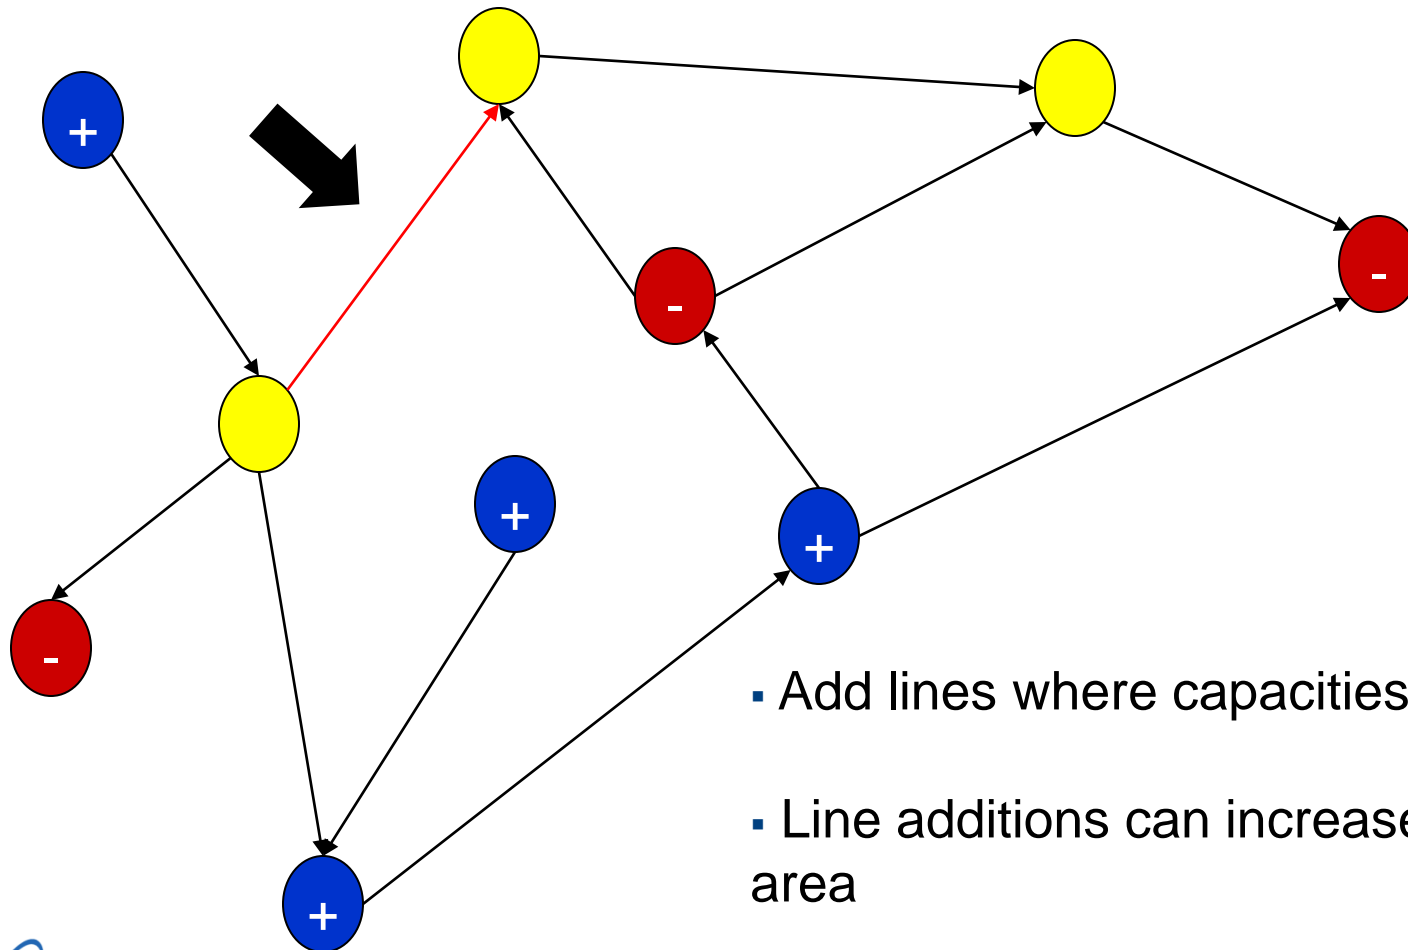 +
-
+
+
-
▪ Add lines where capacities
+
▪ Line additions can increase
area
-